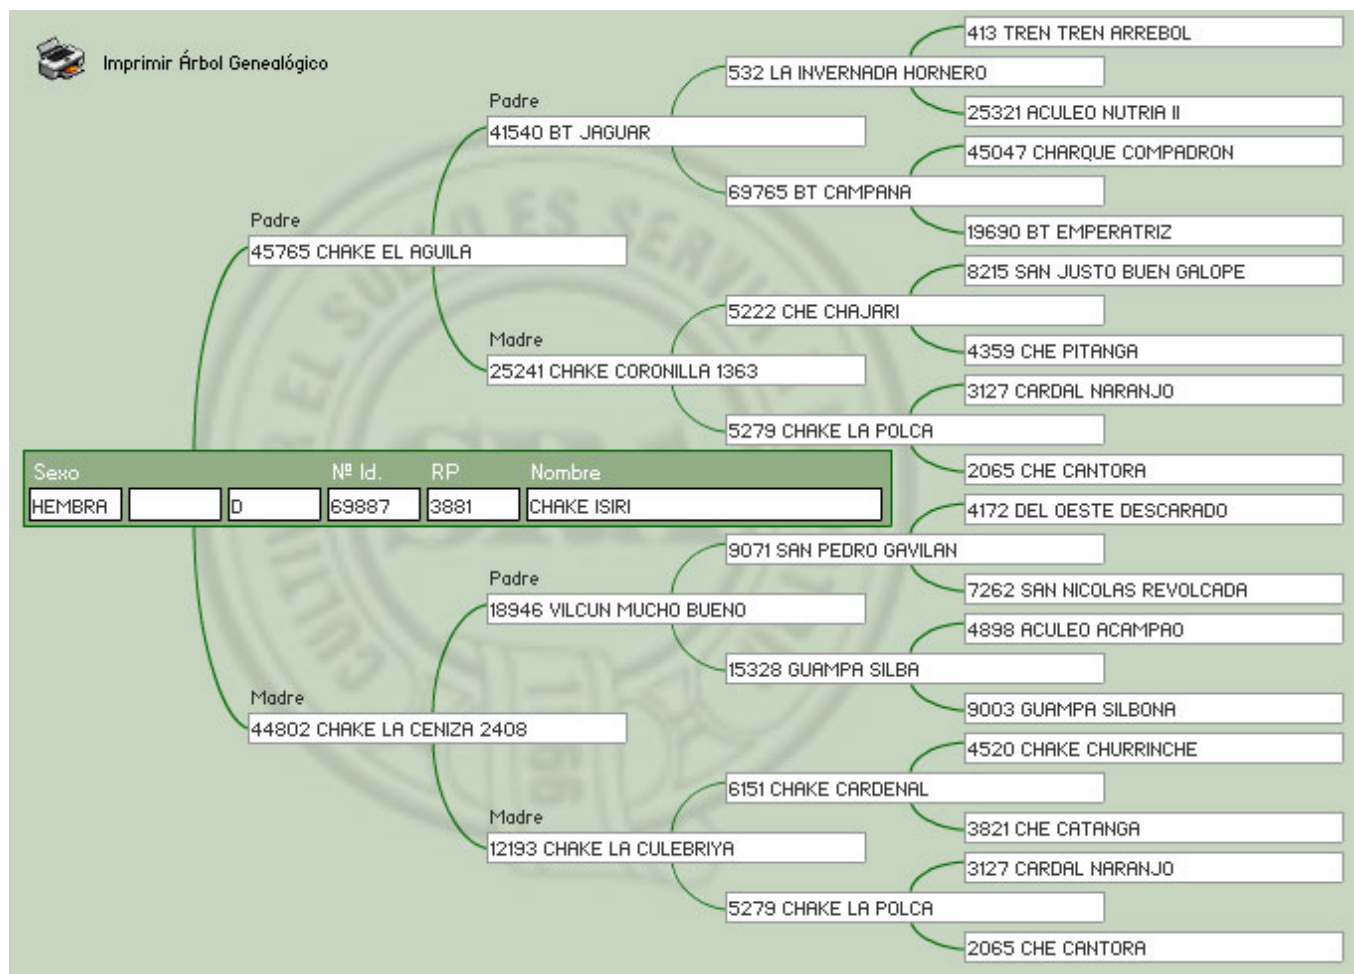 Imprimir Árbol Genealógico
413 TREN TREN ARREBOL
532 LA INVERNADA HORNERO
25321 ACULEO NUTRIA II
Padre
41540 BT JAGUAR
45047 CHARQUE COMPADRON
69765 BT CAMPANA
19690 BT EMPERATRIZ
Padre
45765 CHAKE EL AGUILA
8215 SAN JUSTO BUEN GALOPE
5222 CHE CHAJARI
4359 CHE PITANGA
Madre
25241 CHAKE CORONILLA 1363
3127 CARDAL NARANJO
5279 CHAKE LA POLCA
2065 CHE CANTORA
Sexo Nº Id. RP Nombre
HEMBRA D 69887 3881 CHAKE ISIRI
4172 DEL OESTE DESCARADO
9071 SAN PEDRO GAVILAN
7262 SAN NICOLAS REVOLCADA
Padre
18946 VILCUN MUCHO BUENO
4898 ACULEO ACAMPAO
15328 GUAMPA SILBA
9003 GUAMPA SILBONA
Madre
44802 CHAKE LA CENIZA 2408
4520 CHAKE CHURRINCHE
6151 CHAKE CARDENAL
3821 CHE CATANGA
Madre
12193 CHAKE LA CULEBRIYA
3127 CARDAL NARANJO
5279 CHAKE LA POLCA
2065 CHE CANTORA
1866